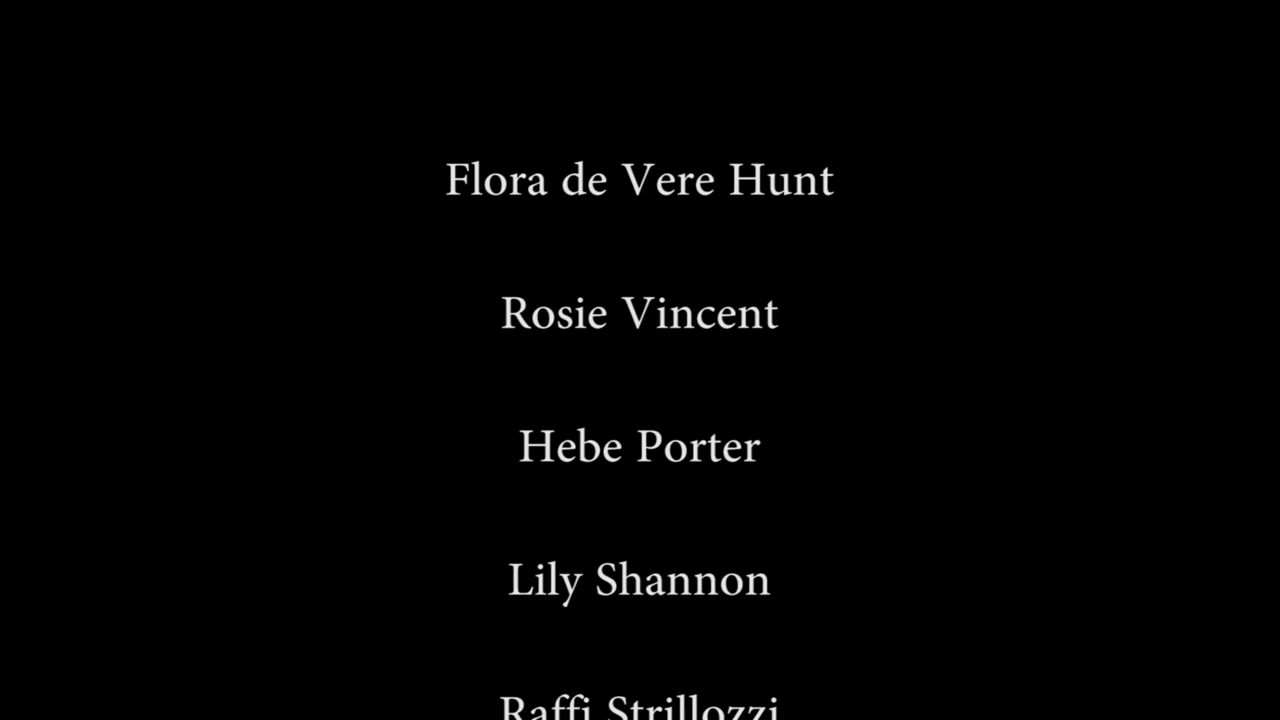 Flora de Vere Hunt
Rosie Vincent
Hebe Porter
Lily Shannon
Raffi Strillozzi